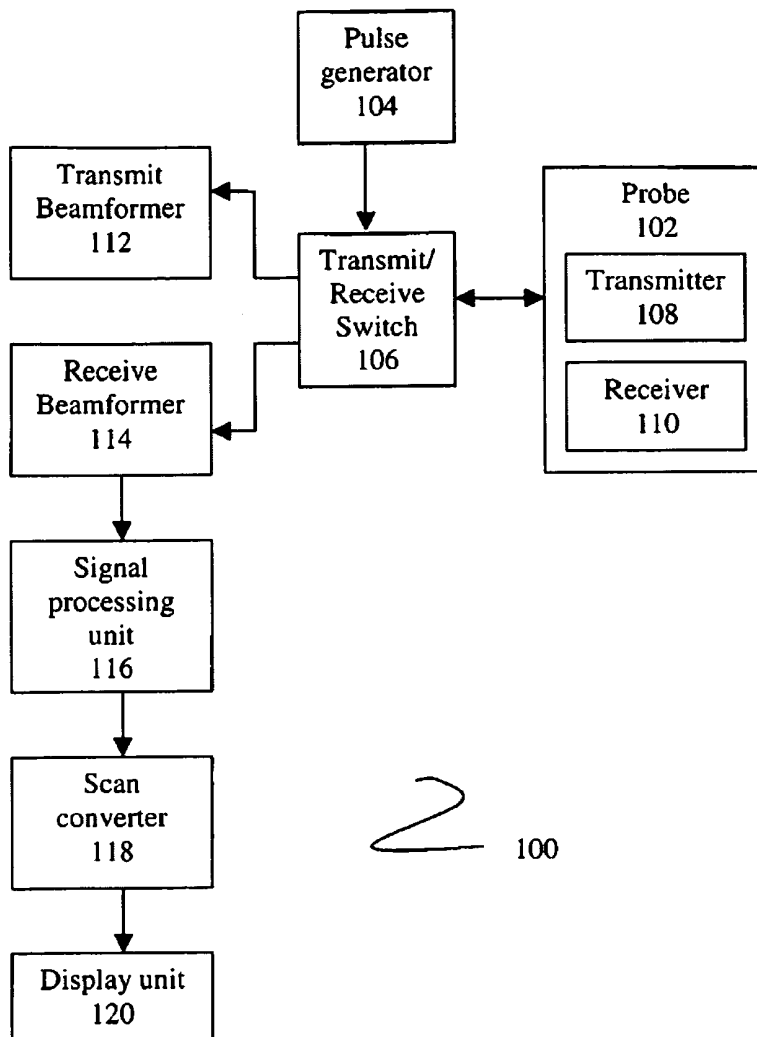 Pulse
generator
104
Transmit
Beamformer
112
Transmit/
Receive
Switch
106
Probe
102
Transmitter
108
Receiver
110
Receive
Beamformer
114
Signal
processing
unit
116
Scan
converter
118
100
Display unit
120